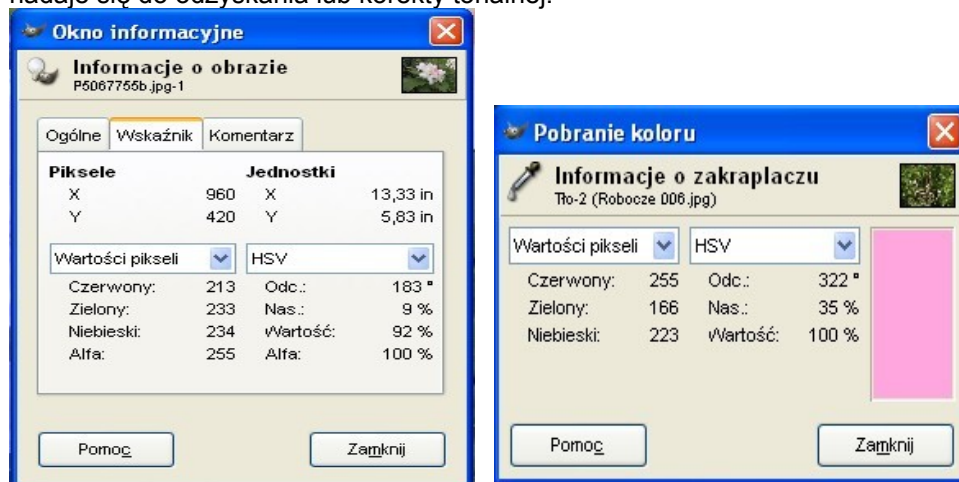 nadaje się do odzyskania lub korekty tonalnej.
Okno informacyjne
Informacje o obrazie
P5067755b.jpg-1
Ogólne Wskaźnik Komentarz
Piksele Jednostki
X 960 X 13,33 in
Y 420 Y 5,83 in
Wartości pikseli HSV
Czerwony: 213 Odc.: 183 °
Zielony: 233 Nas.: 9 %
Niebieski: 234 Wartość: 92 %
Alfa: 255 Alfa: 100 %
Pomoc Zamknij
Pobranie koloru
Informacje o zakraplaczu
Tło-2 (Robocze 006.jpg)
Wartości pikseli HSV
Czerwony: 255 Odc.: 322 °
Zielony: 166 Nas.: 35 %
Niebieski: 223 Wartość: 100 %
Pomoc Zamknij